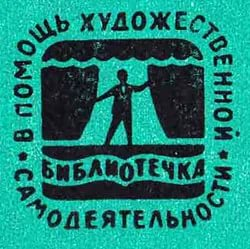 В ПОМОЩЬ ХУДОЖЕСТВЕННОЙ
САМОДЕЯТЕЛЬНОСТИ
БИБЛИОТЕЧКА